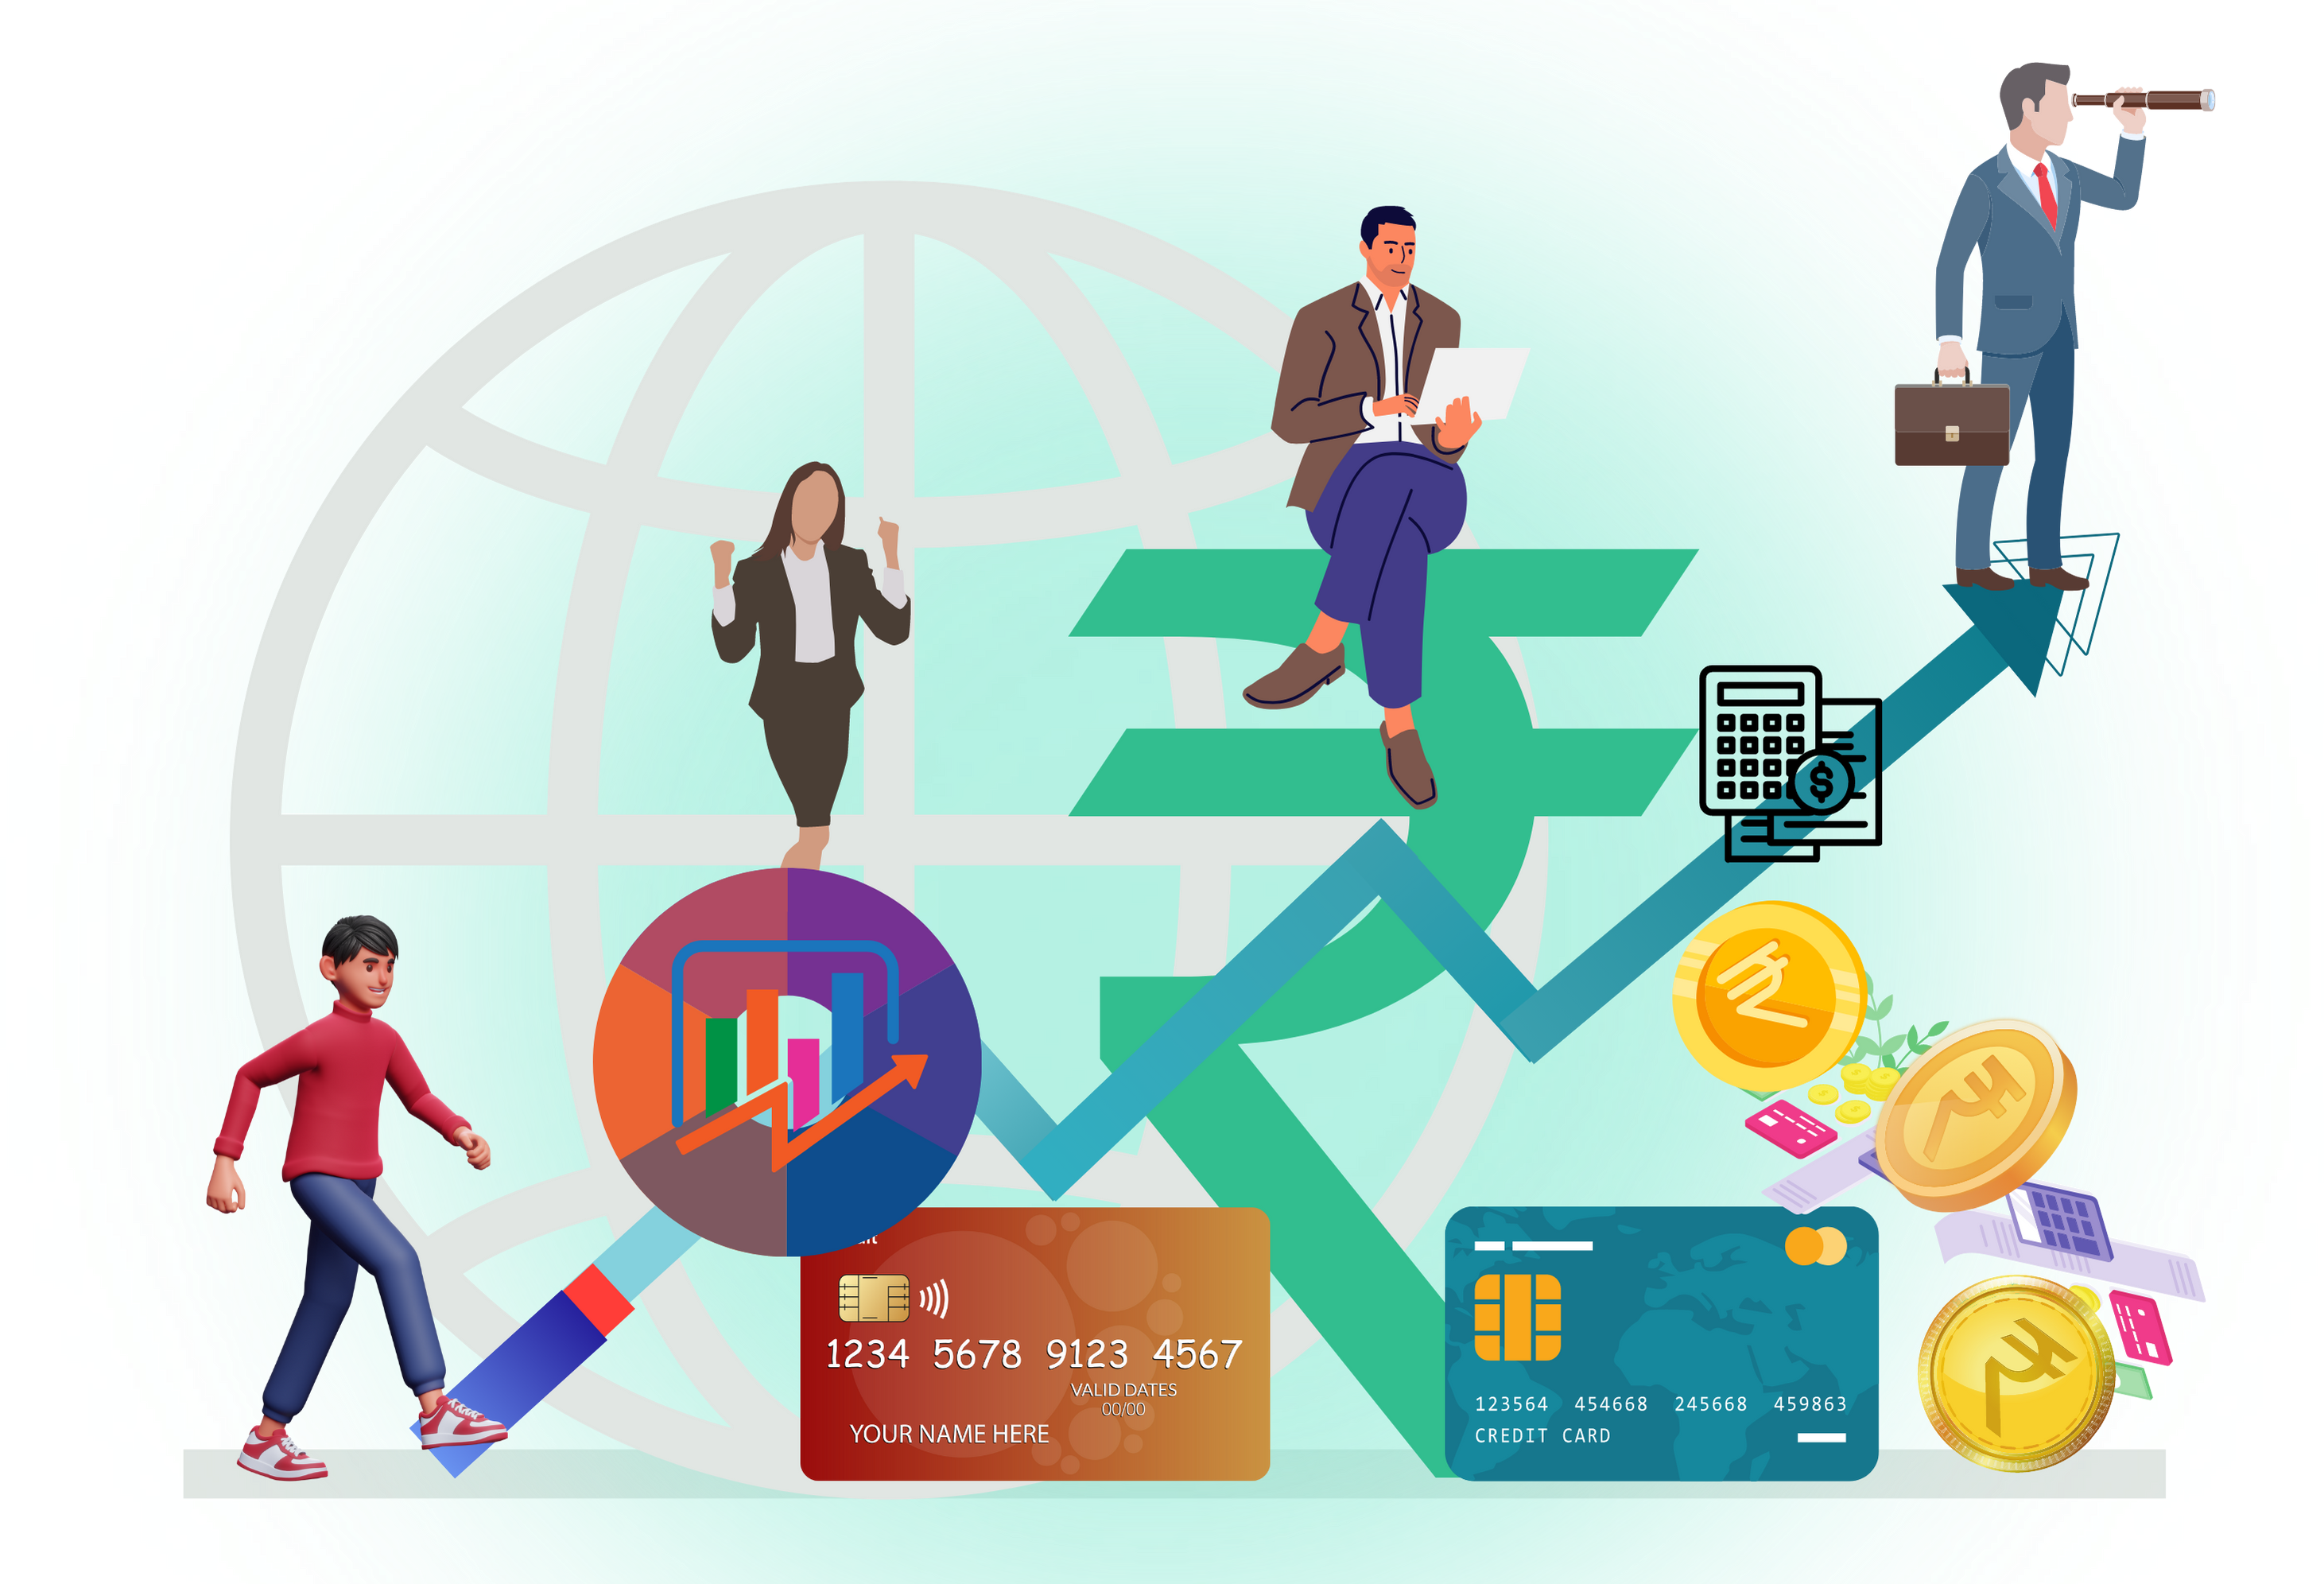 $
1234 5678 9123 4567
VALID DATES
00/00
YOUR NAME HERE
123564 454668 245668 459863
CREDIT CARD